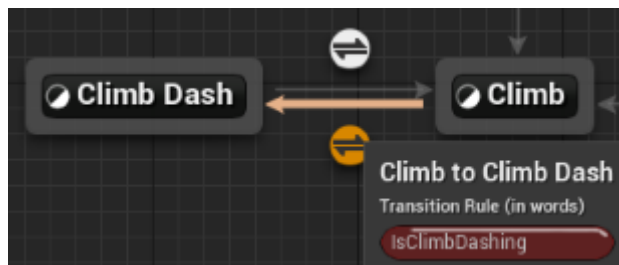 Climb Dash
Climb
Climb to Climb Dash
Transition Rule (in words)
IsClimbDashing